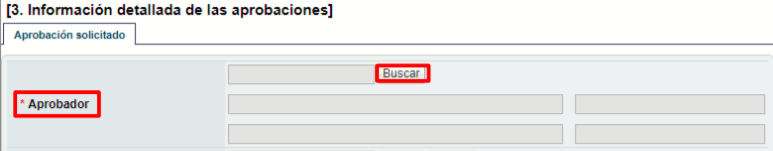 [3. Información detallada de las aprobaciones]
Aprobación solicitado
Buscar
* Aprobador